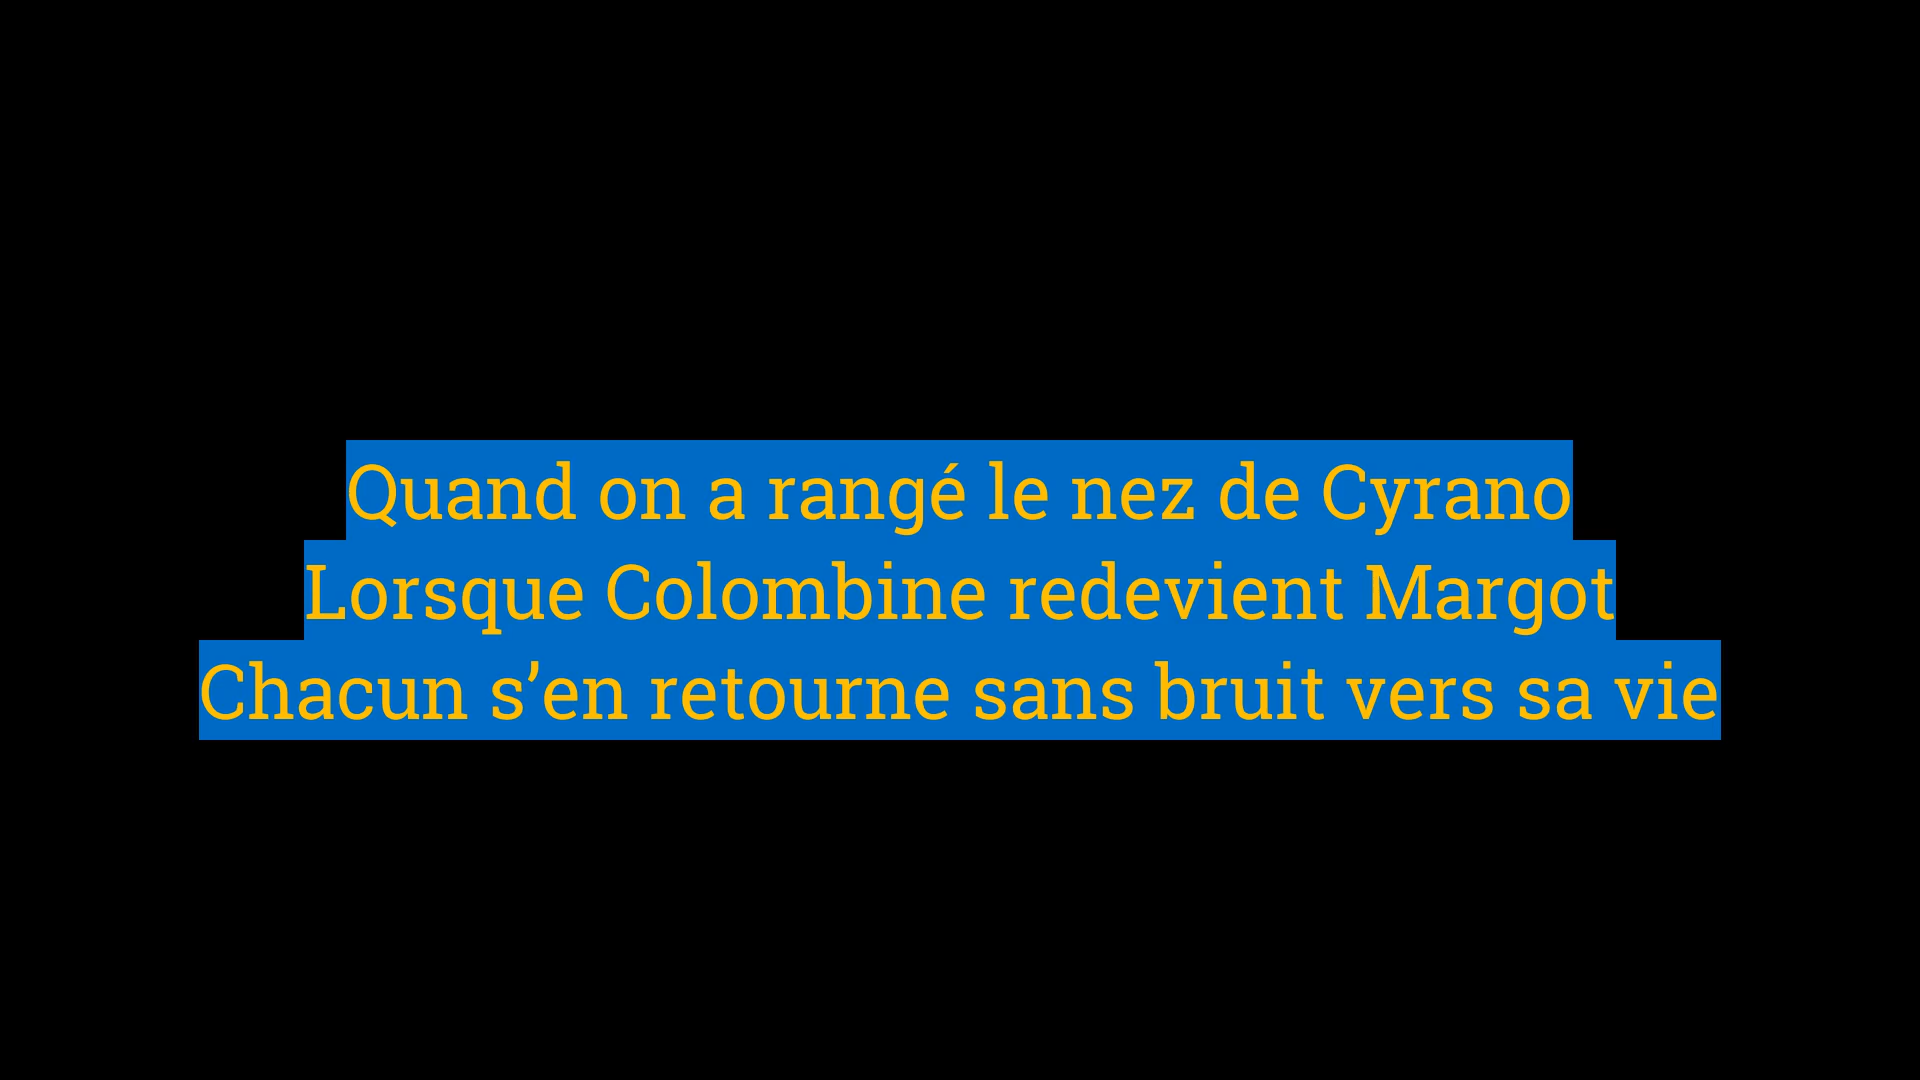 Quand on a rangé le nez de Cyrano
Lorsque Colombine redevient Margot
Chacun s’en retourne sans bruit vers sa vie